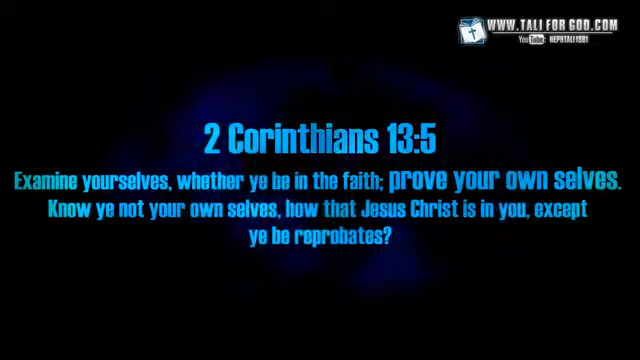 WWW.TALI FOR GOD.COM
YouTube: NEPHTALI1981
2 Corinthians 13:5
Examine yourselves, whether ye be in the faith; prove your own selves.
Know ye not your own selves, how that Jesus Christ is in you, except
ye be reprobates?